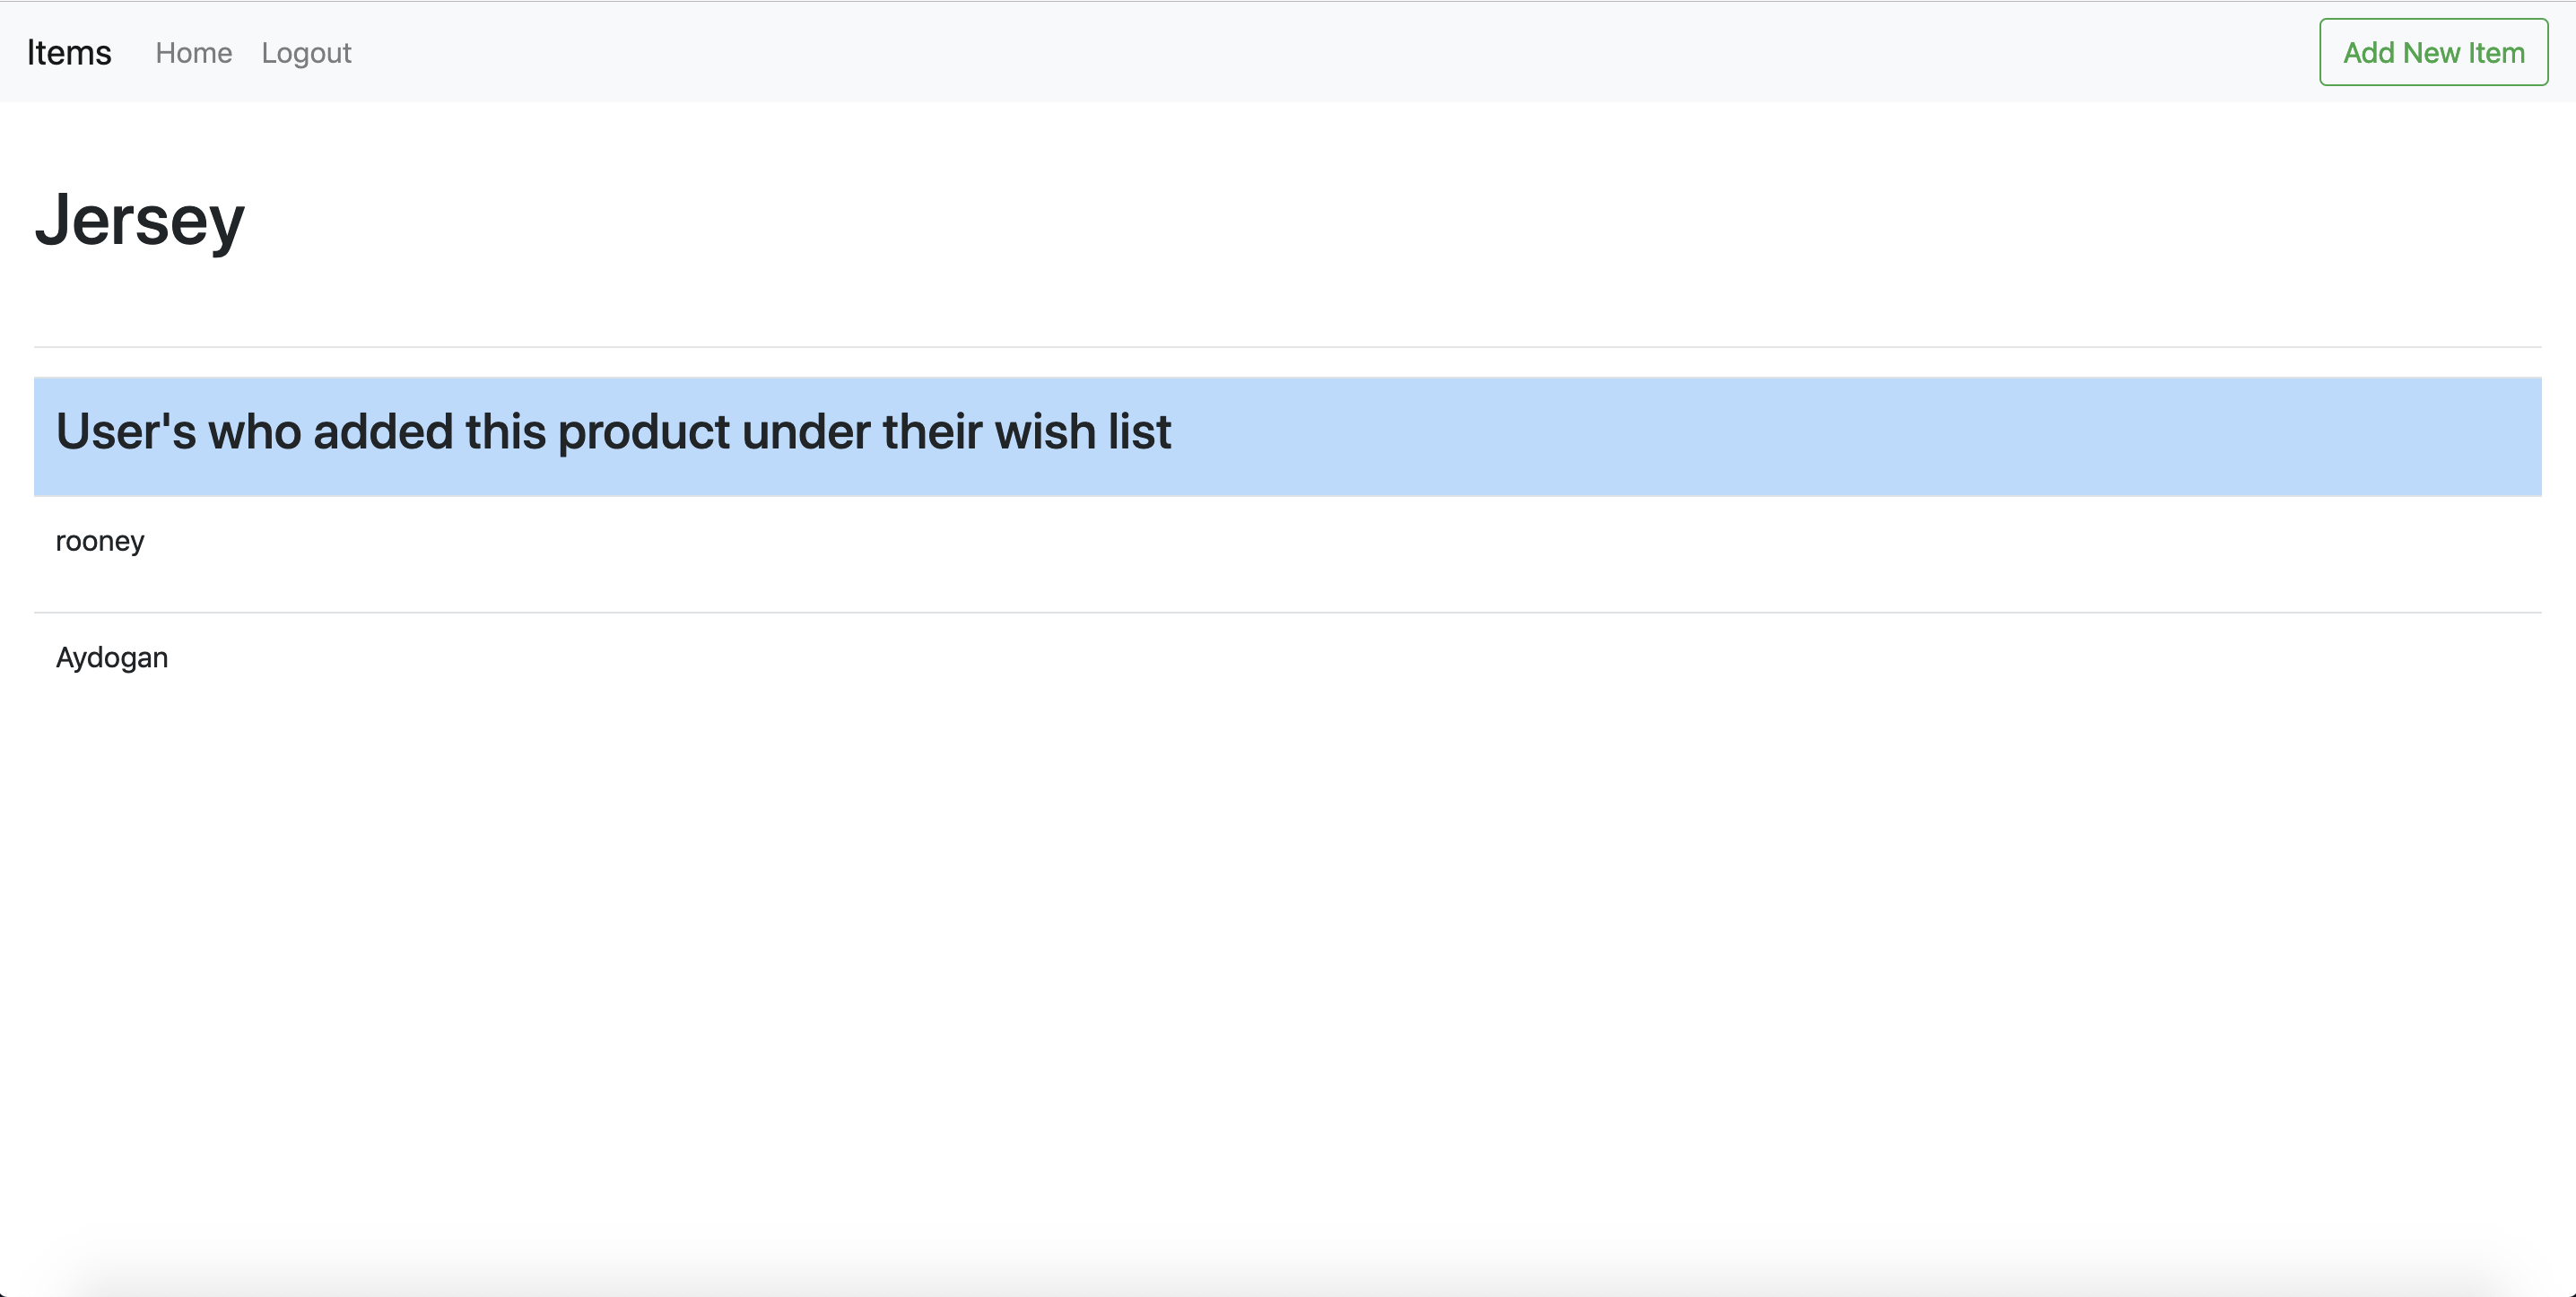 Items Home Logout Add New Item
Jersey
User's who added this product under their wish list
rooney
Aydogan